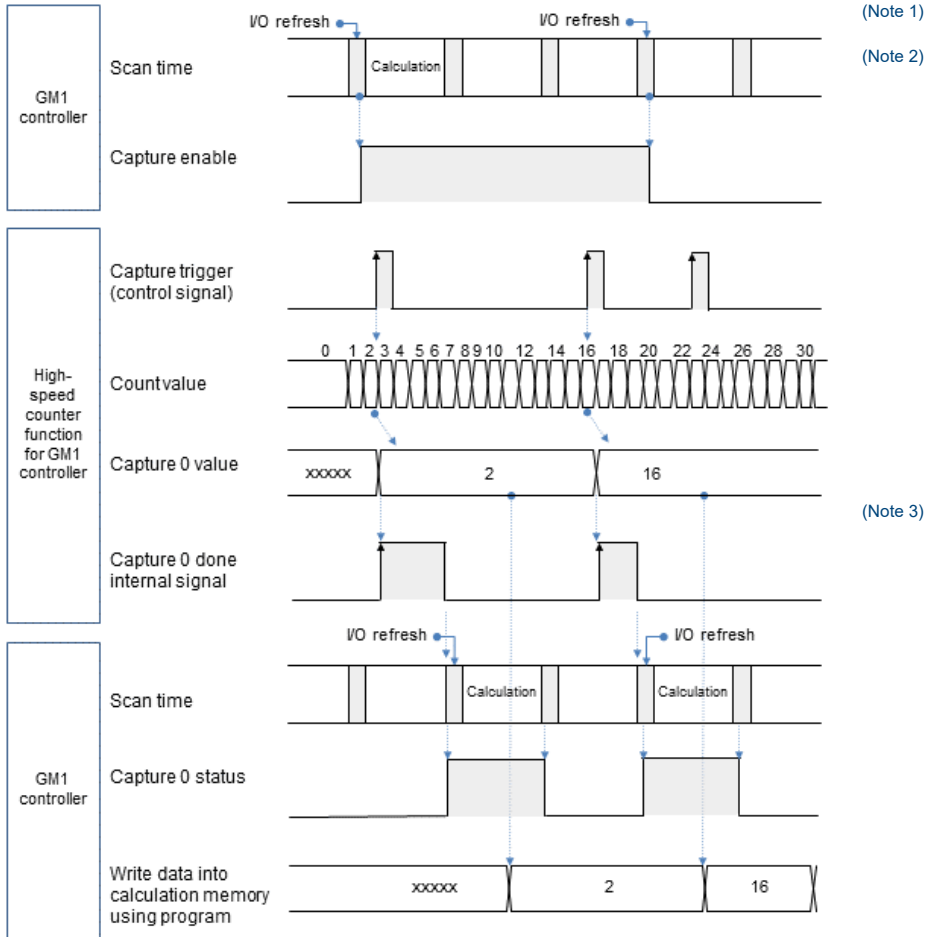 I/O refresh
I/O refresh
(Note 1)
GM1
controller
Scan time
Calculation
(Note 2)
Capture enable
High-
speed
counter
function
for GM1
controller
Capture trigger
(control signal)
0 1 2 3 4 5 6 7 8 9 10 12 14 16 18 20 22 24 26 28 30
Count value
Capture 0 value
xxxxx
2
16
(Note 3)
Capture 0 done
internal signal
GM1
controller
I/O refresh
I/O refresh
Scan time
Calculation
Calculation
Capture 0 status
Write data into
calculation memory
using program
xxxxx
2
16